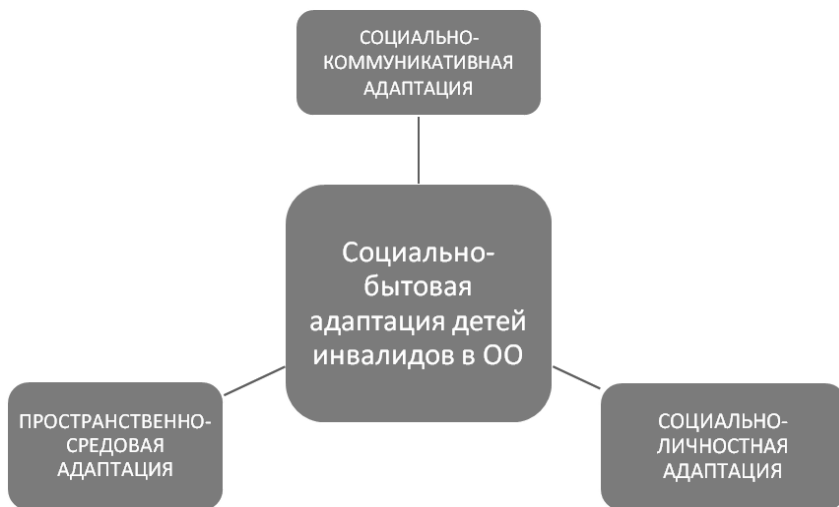 СОЦИАЛЬНО-
КОММУНИКАТИВНАЯ
АДАПТАЦИЯ
Социально-
бытовая
адаптация детей
инвалидов в ОО
ПРОСТРАНСТВЕННО-
СРЕДОВАЯ
АДАПТАЦИЯ
СОЦИАЛЬНО-
ЛИЧНОСТНАЯ
АДАПТАЦИЯ